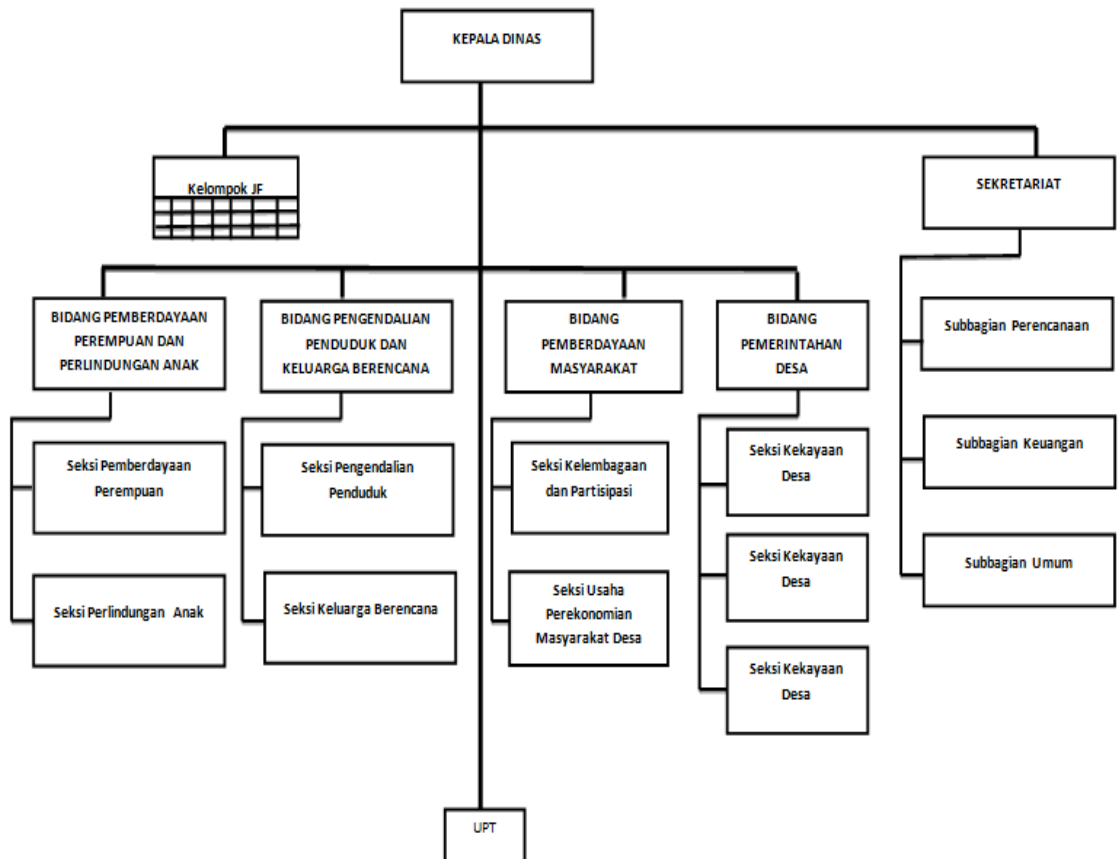 KEPALA DINAS
Kelompok JF
SEKRETARIAT
BIDANG PEMBERDAYAAN
PEREMPUAN DAN
PERLINDUNGAN ANAK
BIDANG PENGENDALIAN
PENDUDUK DAN
KELUARGA BERENCANA
BIDANG
PEMBERDAYAAN
MASYARAKAT
BIDANG
PEMERINTAHAN
DESA
Subbagian Perencanaan
Subbagian Keuangan
Subbagian Umum
Seksi Pemberdayaan
Perempuan
Seksi Perlindungan Anak
Seksi Pengendalian
Penduduk
Seksi Keluarga Berencana
Seksi Kelembagaan
dan Partisipasi
Seksi Usaha
Perekonomian
Masyarakat Desa
Seksi Kekayaan
Desa
Seksi Kekayaan
Desa
Seksi Kekayaan
Desa
UPT